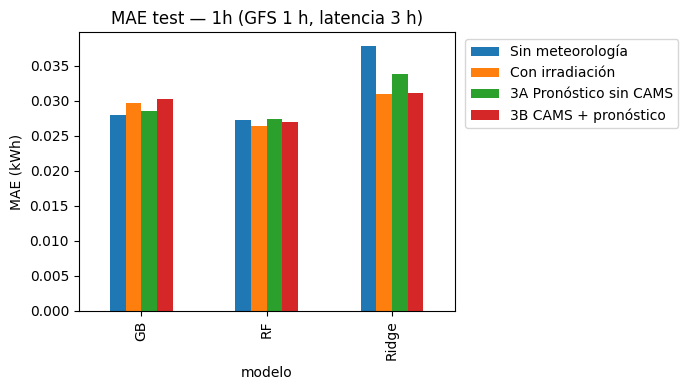 MAE test — 1h (GFS 1 h, latencia 3 h)
Sin meteorología
Con irradiación
3A Pronóstico sin CAMS
3B CAMS + pronóstico
MAE (kWh)
0.035
0.030
0.025
0.020
0.015
0.010
0.005
0.000
GB
RF
Ridge
modelo